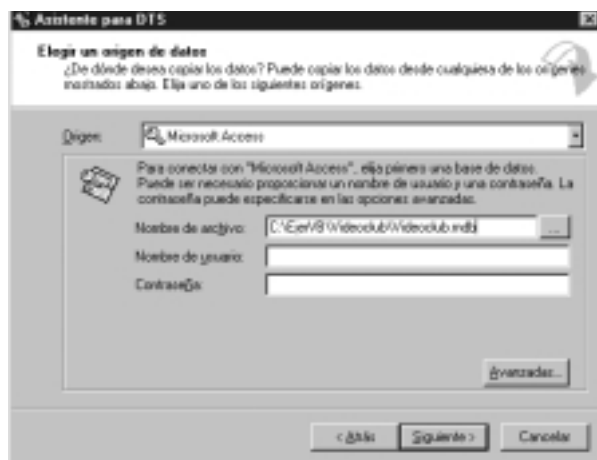 Asistente para DTS
Elegir un origen de datos
¿De dónde desea copiar los datos? Puede copiar los datos desde cualquiera de los orígenes
mostrados abajo. Elija uno de los siguientes orígenes.
Origen:
Microsoft Access
Para conectar con "Microsoft Access", elija primero una base de datos.
Puede ser necesario proporcionar un nombre de usuario y una contraseña. La
contraseña puede especificarse en las opciones avanzadas.
Nombre de archivo:
C:\EjerVB\Videoclub\Videoclub.mdb
...
Nombre de usuario:
Contraseña:
Avanzadas...
< Atrás
Siguiente >
Cancelar